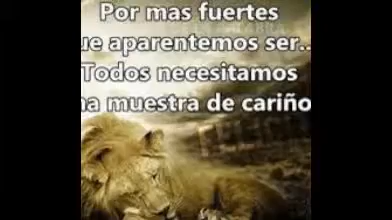 Por mas fuertes
ue aparentemos ser..
Todos necesitamos
na muestra de cariño